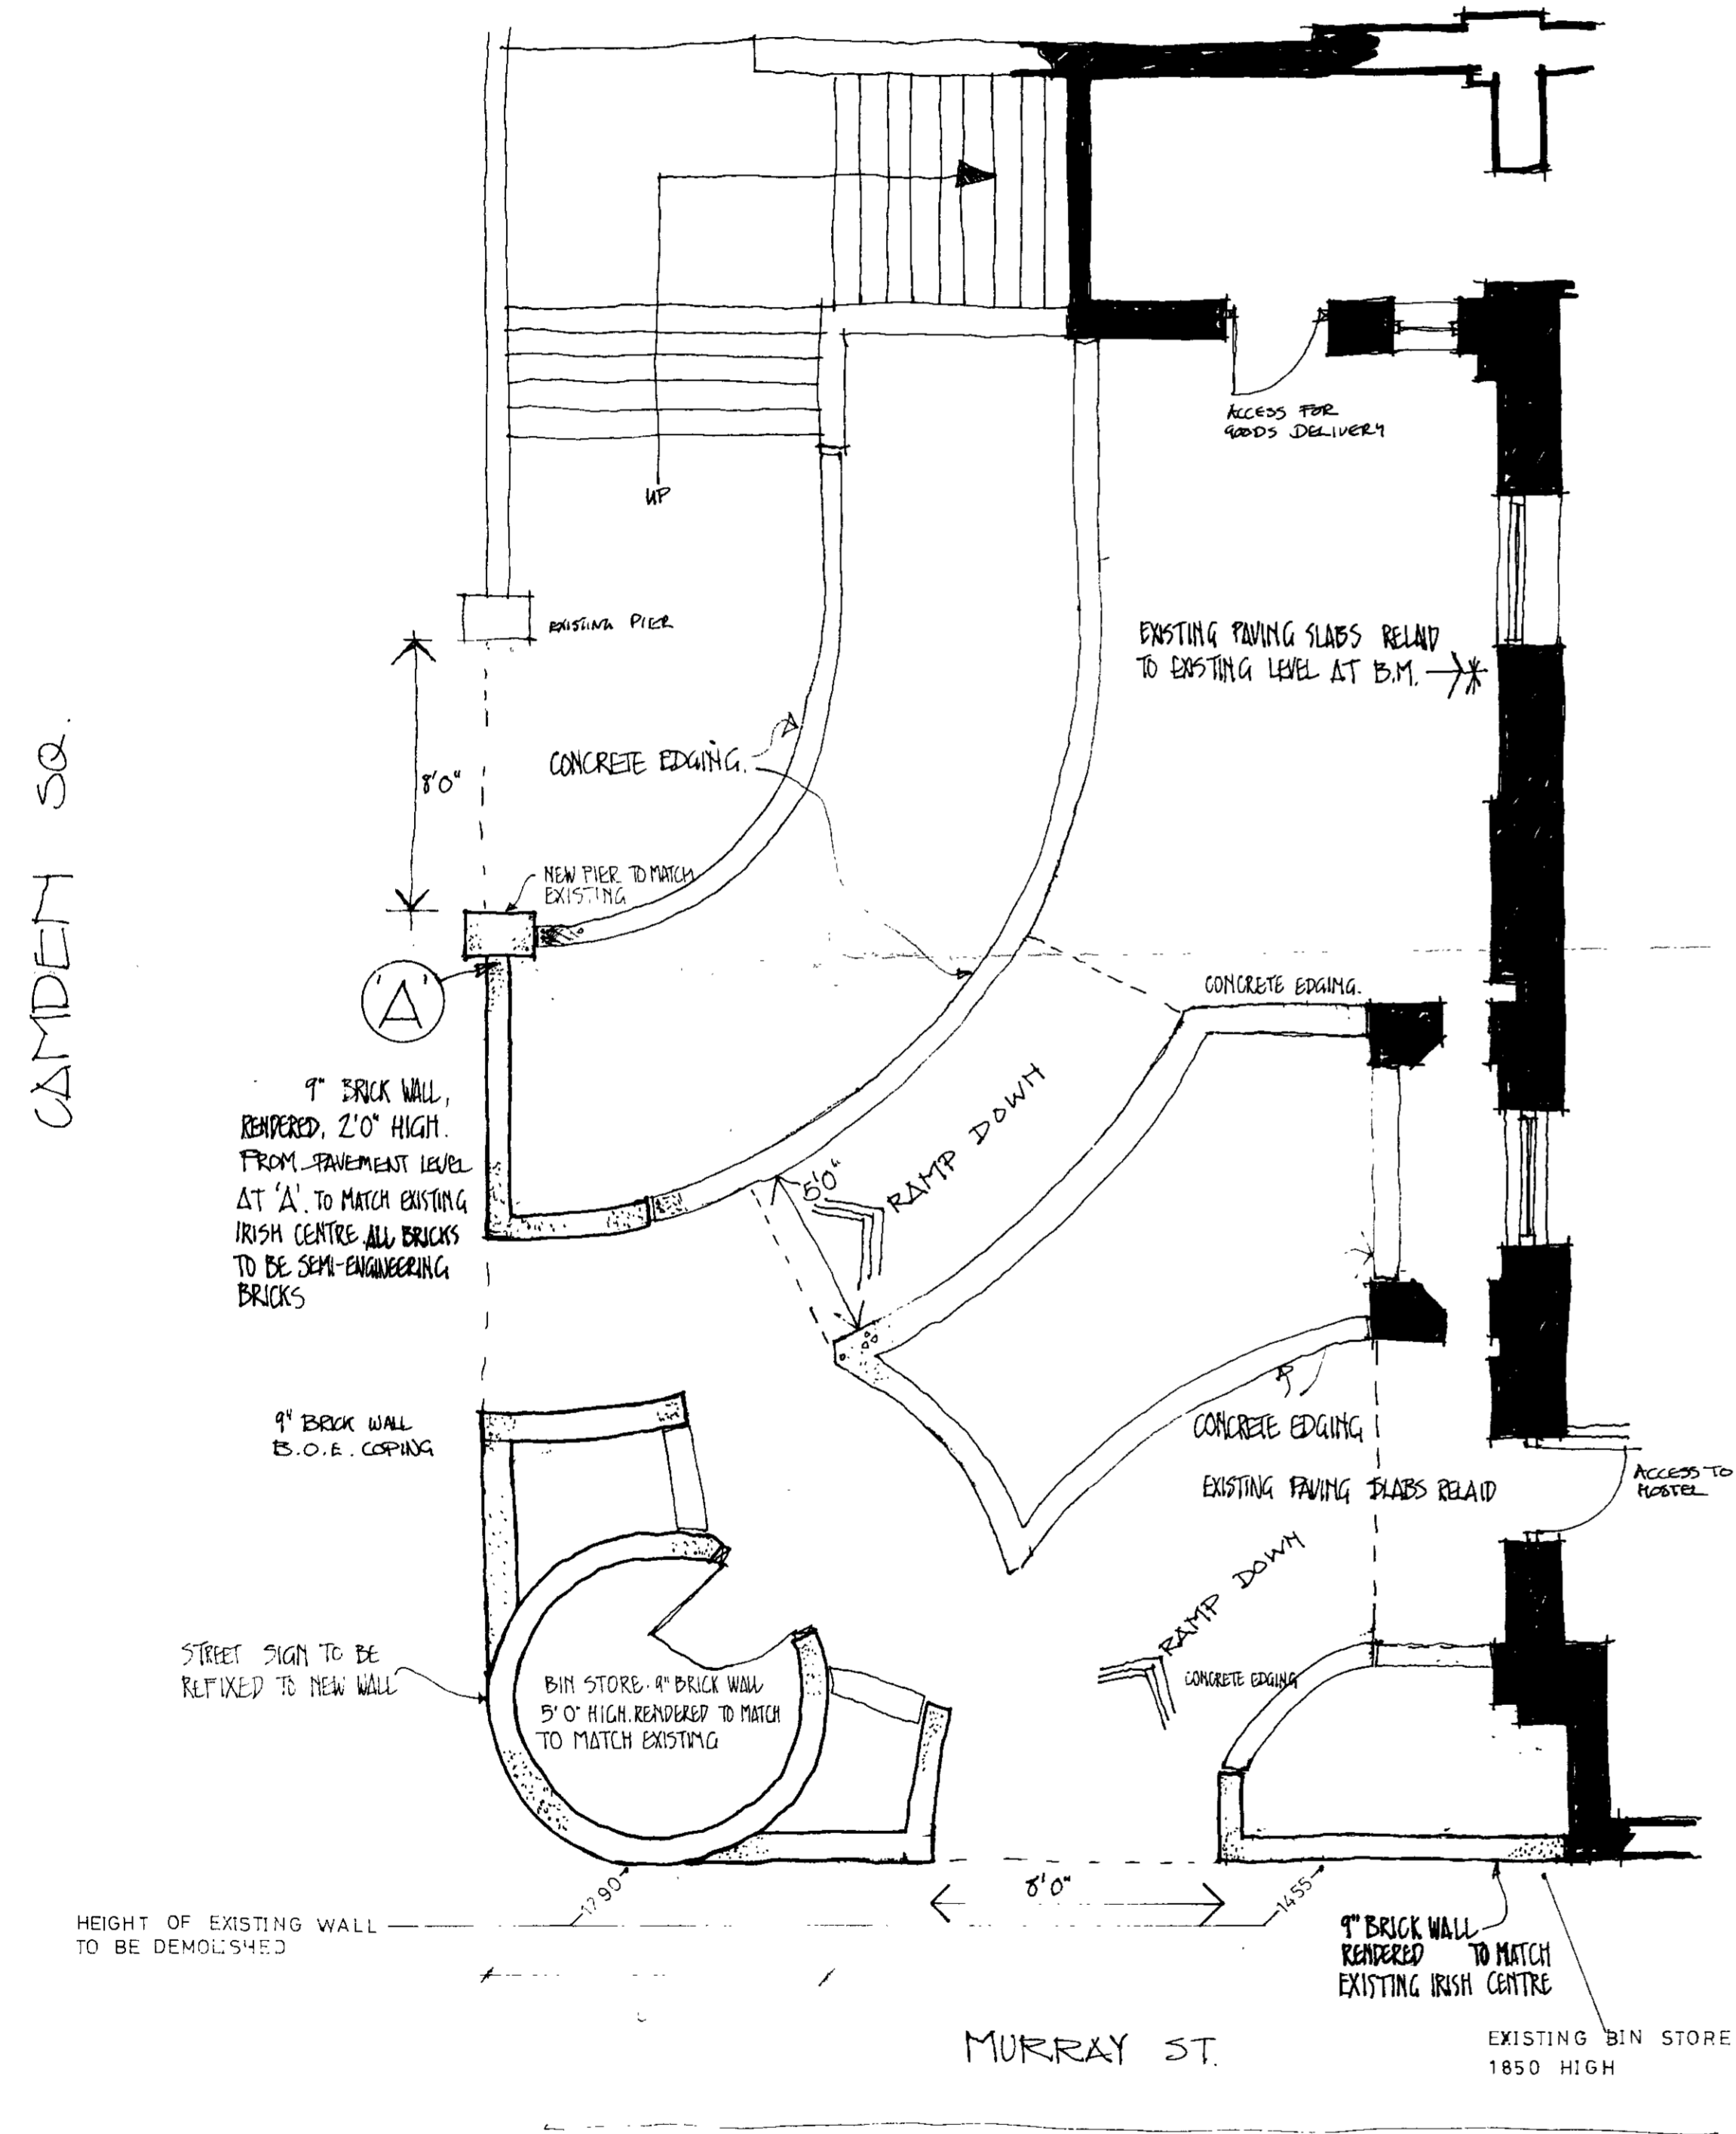 ACCESS FOR
GOODS DELIVERY
UP
EXISTING PIER
EXISTING PAVING SLABS RELAID
TO EXISTING LEVEL AT B.M.
CAMDEN SQ.
8'0"
CONCRETE EDGING.
NEW PIER TO MATCH
EXISTING
'A'
CONCRETE EDGING.
9" BRICK WALL,
RENDERED, 2'0" HIGH.
FROM PAVEMENT LEVEL
AT 'A'. TO MATCH EXISTING
IRISH CENTRE. ALL BRICKS
TO BE SEMI-ENGINEERING
BRICKS
5'0"
RAMP DOWN
9" BRICK WALL
B.O.E. COPING
CONCRETE EDGING
EXISTING PAVING SLABS RELAID
ACCESS TO
HOSTEL
RAMP DOWN
STREET SIGN TO BE
REFIXED TO NEW WALL
BIN STORE. 9" BRICK WALL
5'0" HIGH. RENDERED TO MATCH
TO MATCH EXISTING
CONCRETE EDGING
1790
8'0"
1455
HEIGHT OF EXISTING WALL
TO BE DEMOLISHED
9" BRICK WALL
RENDERED TO MATCH
EXISTING IRISH CENTRE
MURRAY ST.
EXISTING BIN STORE
1850 HIGH